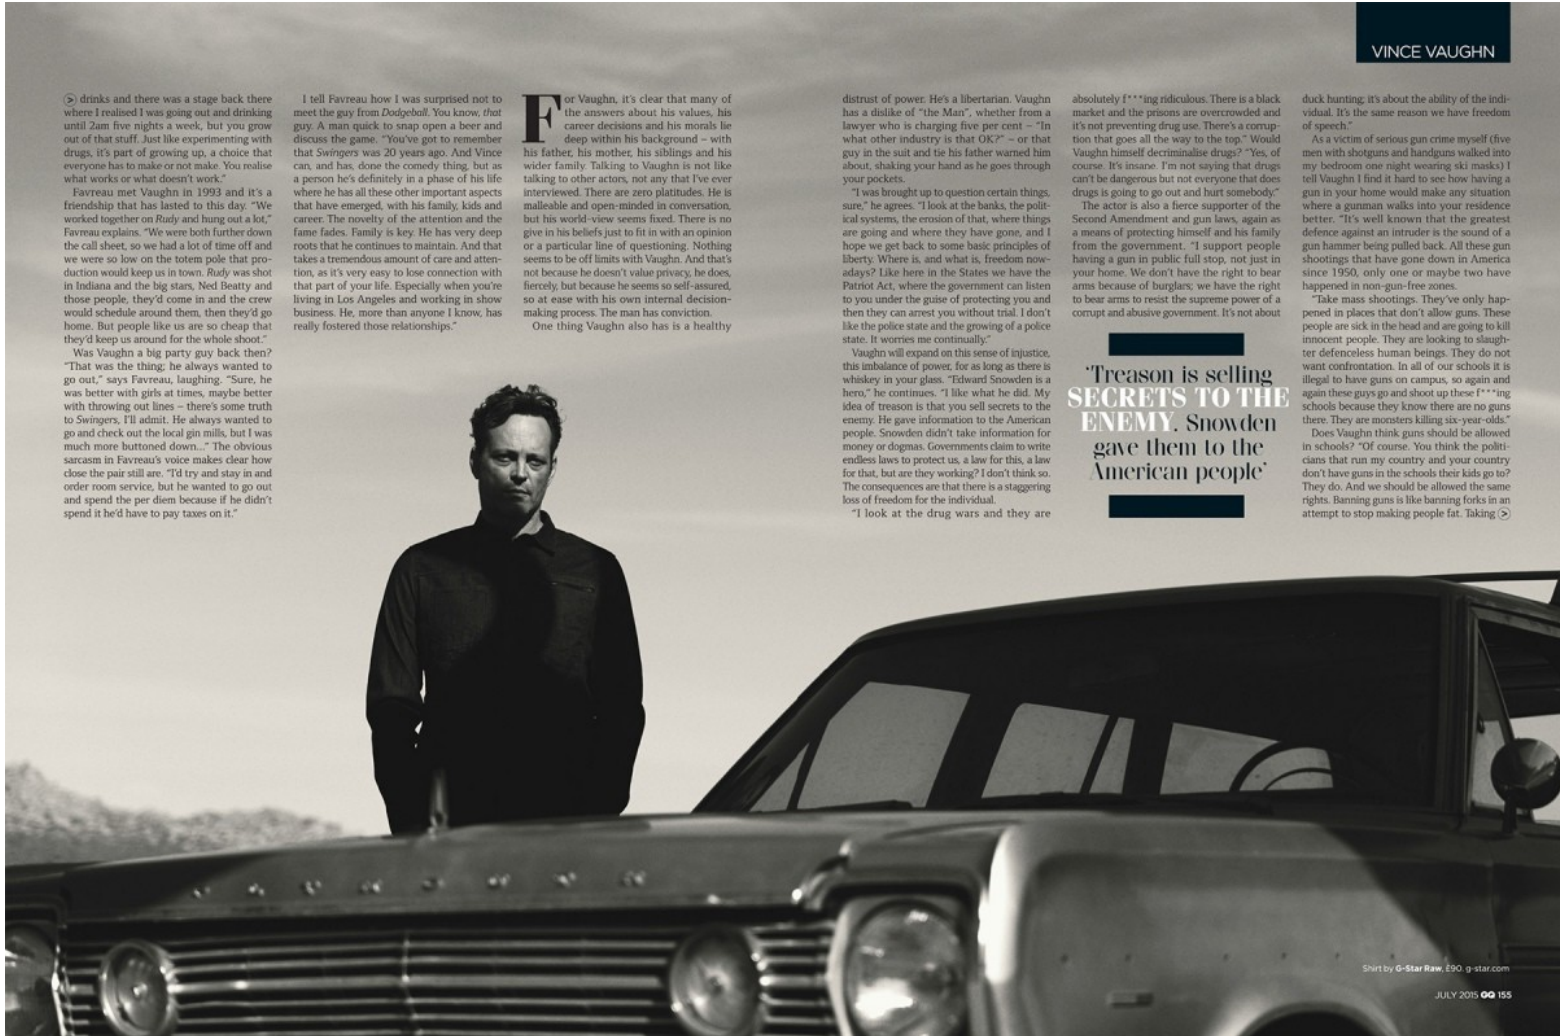 VINCE VAUGHN
> drinks and there was a stage back there
where I realised I was going out and drinking
until 2am five nights a week, but you grow
out of that stuff. Just like experimenting with
drugs, it's part of growing up, a choice that
everyone has to make or not make. You realise
what works or what doesn't work."
Favreau met Vaughn in 1993 and it's a
friendship that has lasted to this day. "We
worked together on Rudy and hung out a lot,"
Favreau explains. "We were both further down
the call sheet, so we had a lot of time off and
we were so low on the totem pole that pro-
duction would keep us in town. Rudy was shot
in Indiana and the big stars, Ned Beatty and
those people, they'd come in and the crew
would schedule around them, then they'd go
home. But people like us are so cheap that
they'd keep us around for the whole shoot."
Was Vaughn a big party guy back then?
"That was the thing; he always wanted to
go out," says Favreau, laughing. "Sure, he
was better with girls at times, maybe better
with throwing out lines – there's some truth
to Swingers, I'll admit. He always wanted to
go and check out the local gin mills, but I was
much more buttoned down..." The obvious
sarcasm in Favreau's voice makes clear how
close the pair still are. "I'd try and stay in and
order room service, but he wanted to go out
and spend the per diem because if he didn't
spend it he'd have to pay taxes on it."
I tell Favreau how I was surprised not to
meet the guy from Dodgeball. You know, that
guy. A man quick to snap open a beer and
discuss the game. "You've got to remember
that Swingers was 20 years ago. And Vince
can, and has, done the comedy thing, but as
a person he's definitely in a phase of his life
where he has all these other important aspects
that have emerged, with his family, kids and
career. The novelty of the attention and the
fame fades. Family is key. He has very deep
roots that he continues to maintain. And that
takes a tremendous amount of care and atten-
tion, as it's very easy to lose connection with
that part of your life. Especially when you're
living in Los Angeles and working in show
business. He, more than anyone I know, has
really fostered those relationships."
For Vaughn, it's clear that many of
the answers about his values, his
career decisions and his morals lie
deep within his background – with
his father, his mother, his siblings and his
wider family. Talking to Vaughn is not like
talking to other actors, not any that I've ever
interviewed. There are zero platitudes. He is
malleable and open-minded in conversation,
but his world-view seems fixed. There is no
give in his beliefs just to fit in with an opinion
or a particular line of questioning. Nothing
seems to be off limits with Vaughn. And that's
not because he doesn't value privacy, he does,
fiercely, but because he seems so self-assured,
so at ease with his own internal decision-
making process. The man has conviction.
One thing Vaughn also has is a healthy
distrust of power. He's a libertarian. Vaughn
has a dislike of "the Man", whether from a
lawyer who is charging five per cent – "In
what other industry is that OK?" – or that
guy in the suit and tie his father warned him
about, shaking your hand as he goes through
your pockets.
"I was brought up to question certain things,
sure," he agrees. "I look at the banks, the polit-
ical systems, the erosion of that, where things
are going and where they have gone, and I
hope we get back to some basic principles of
liberty. Where is, and what is, freedom now-
adays? Like here in the States we have the
Patriot Act, where the government can listen
to you under the guise of protecting you and
then they can arrest you without trial. I don't
like the police state and the growing of a police
state. It worries me continually."
Vaughn will expand on this sense of injustice,
this imbalance of power, for as long as there is
whiskey in your glass. "Edward Snowden is a
hero," he continues. "I like what he did. My
idea of treason is that you sell secrets to the
enemy. He gave information to the American
people. Snowden didn't take information for
money or dogmas. Governments claim to write
endless laws to protect us, a law for this, a law
for that, but are they working? I don't think so.
The consequences are that there is a staggering
loss of freedom for the individual.
"I look at the drug wars and they are
absolutely f***ing ridiculous. There is a black
market and the prisons are overcrowded and
it's not preventing drug use. There's a corrup-
tion that goes all the way to the top." Would
Vaughn himself decriminalise drugs? "Yes, of
course. It's insane. I'm not saying that drugs
can't be dangerous but not everyone that does
drugs is going to go out and hurt somebody."
The actor is also a fierce supporter of the
Second Amendment and gun laws, again as
a means of protecting himself and his family
from the government. "I support people
having a gun in public full stop, not just in
your home. We don't have the right to bear
arms because of burglars; we have the right
to bear arms to resist the supreme power of a
corrupt and abusive government. It's not about
'Treason is selling
SECRETS TO THE
ENEMY. Snowden
gave them to the
American people'
duck hunting; it's about the ability of the indi-
vidual. It's the same reason we have freedom
of speech."
As a victim of serious gun crime myself (five
men with shotguns and handguns walked into
my bedroom one night wearing ski masks) I
tell Vaughn I find it hard to see how having a
gun in your home would make any situation
where a gunman walks into your residence
better. "It's well known that the greatest
defence against an intruder is the sound of a
gun hammer being pulled back. All these gun
shootings that have gone down in America
since 1950, only one or maybe two have
happened in non-gun-free zones.
"Take mass shootings. They've only hap-
pened in places that don't allow guns. These
people are sick in the head and are going to kill
innocent people. They are looking to slaugh-
ter defenceless human beings. They do not
want confrontation. In all of our schools it is
illegal to have guns on campus, so again and
again these guys go and shoot up these f***ing
schools because they know there are no guns
there. They are monsters killing six-year-olds."
Does Vaughn think guns should be allowed
in schools? "Of course. You think the politi-
cians that run my country and your country
don't have guns in the schools their kids go to?
They do. And we should be allowed the same
rights. Banning guns is like banning forks in an
attempt to stop making people fat. Taking >
Shirt by G-Star Raw, £90. g-star.com
JULY 2015 GQ 155